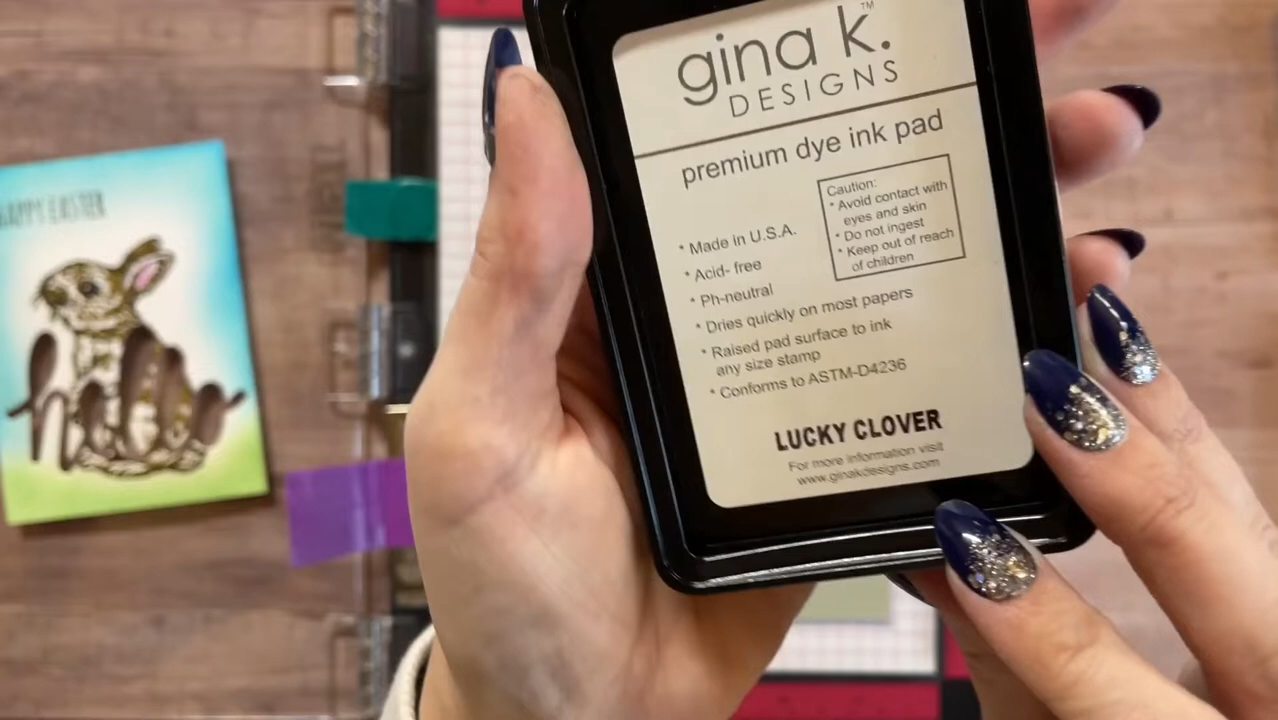 gina k.™
DESIGNS
premium dye ink pad
Caution:
* Avoid contact with
eyes and skin
* Do not ingest
* Keep out of reach
of children
* Made in U.S.A.
* Acid- free
* Ph-neutral
* Dries quickly on most papers
* Raised pad surface to ink
any size stamp
* Conforms to ASTM-D4236
LUCKY CLOVER
For more information visit
www.ginakdesigns.com
HAPPY EASTER
hello